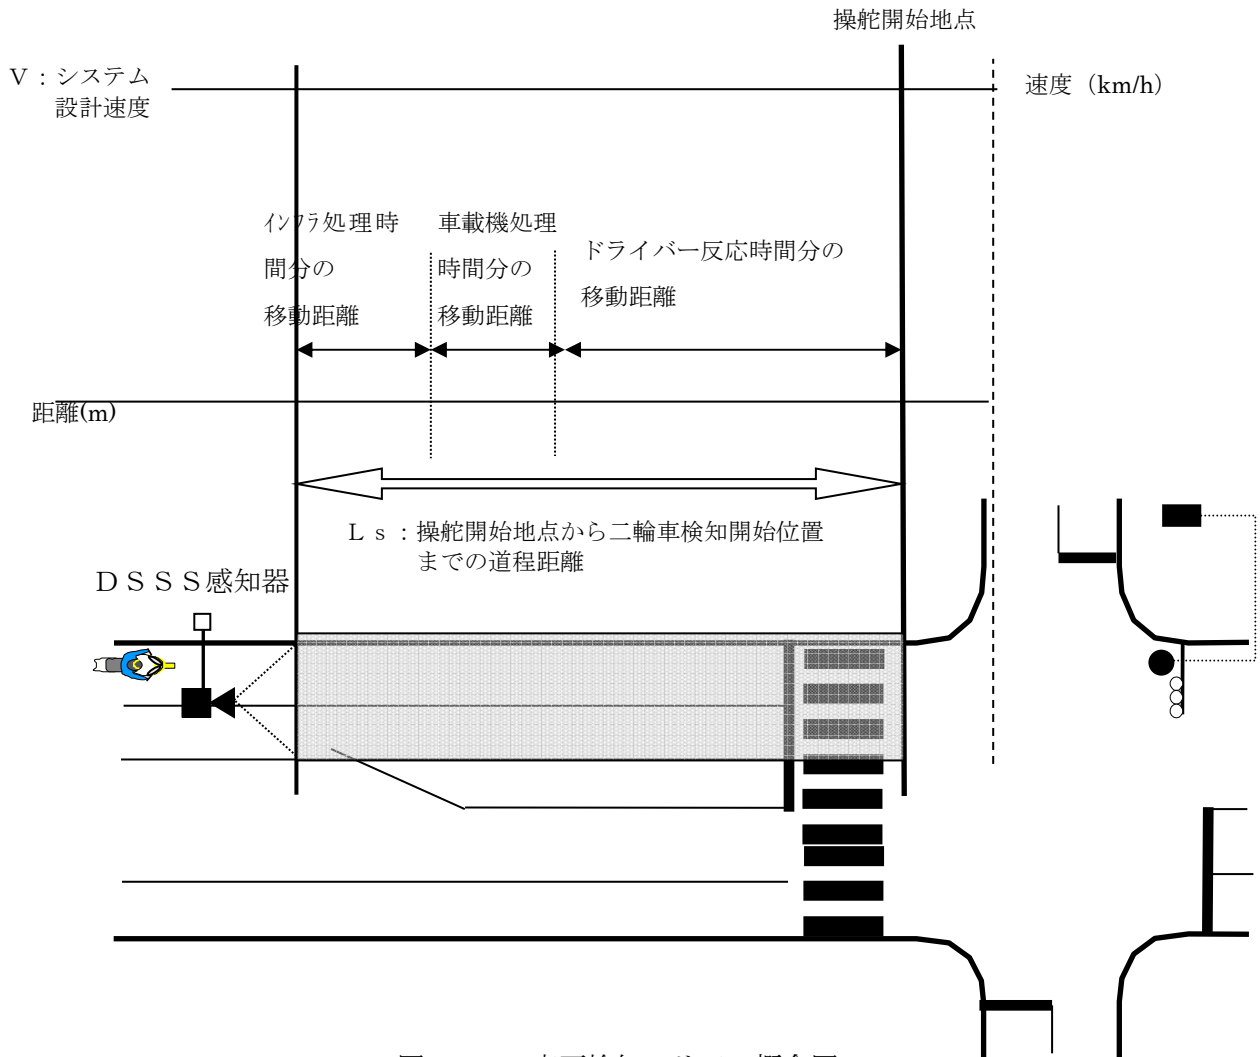 操舵開始地点
Ｖ：システム
設計速度
速度（km/h）
ｲﾝﾌﾗ処理時
間分の
移動距離
車載機処理
時間分の
移動距離
ドライバー反応時間分の
移動距離
距離(m)
Ｌｓ：操舵開始地点から二輪車検知開始位置
までの道程距離
ＤＳＳＳ感知器